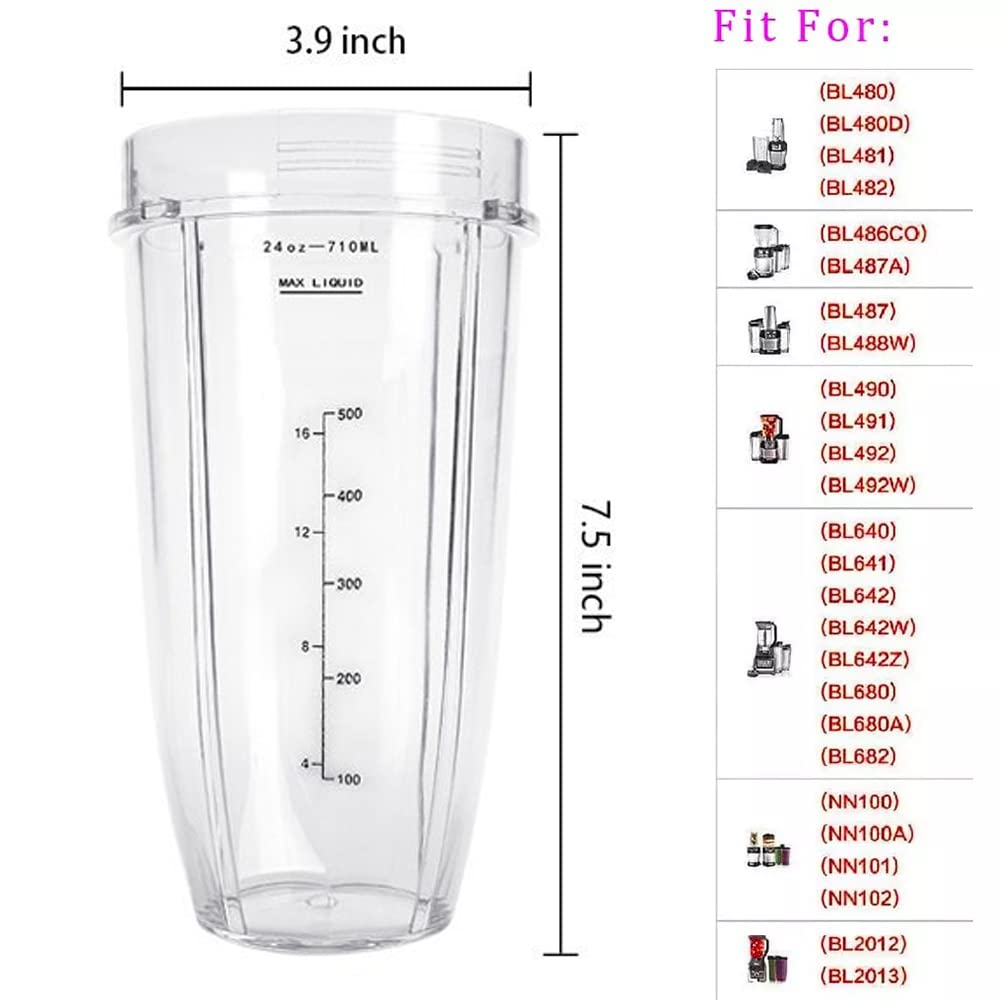 3.9 inch
24oz—710ML
MAX LIQUID
500
16
400
12
300
8
200
4
100
7.5 inch
Fit For:
(BL480)
(BL480D)
(BL481)
(BL482)
(BL486CO)
(BL487A)
(BL487)
(BL488W)
(BL490)
(BL491)
(BL492)
(BL492W)
(BL640)
(BL641)
(BL642)
(BL642W)
(BL642Z)
(BL680)
(BL680A)
(BL682)
(NN100)
(NN100A)
(NN101)
(NN102)
(BL2012)
(BL2013)